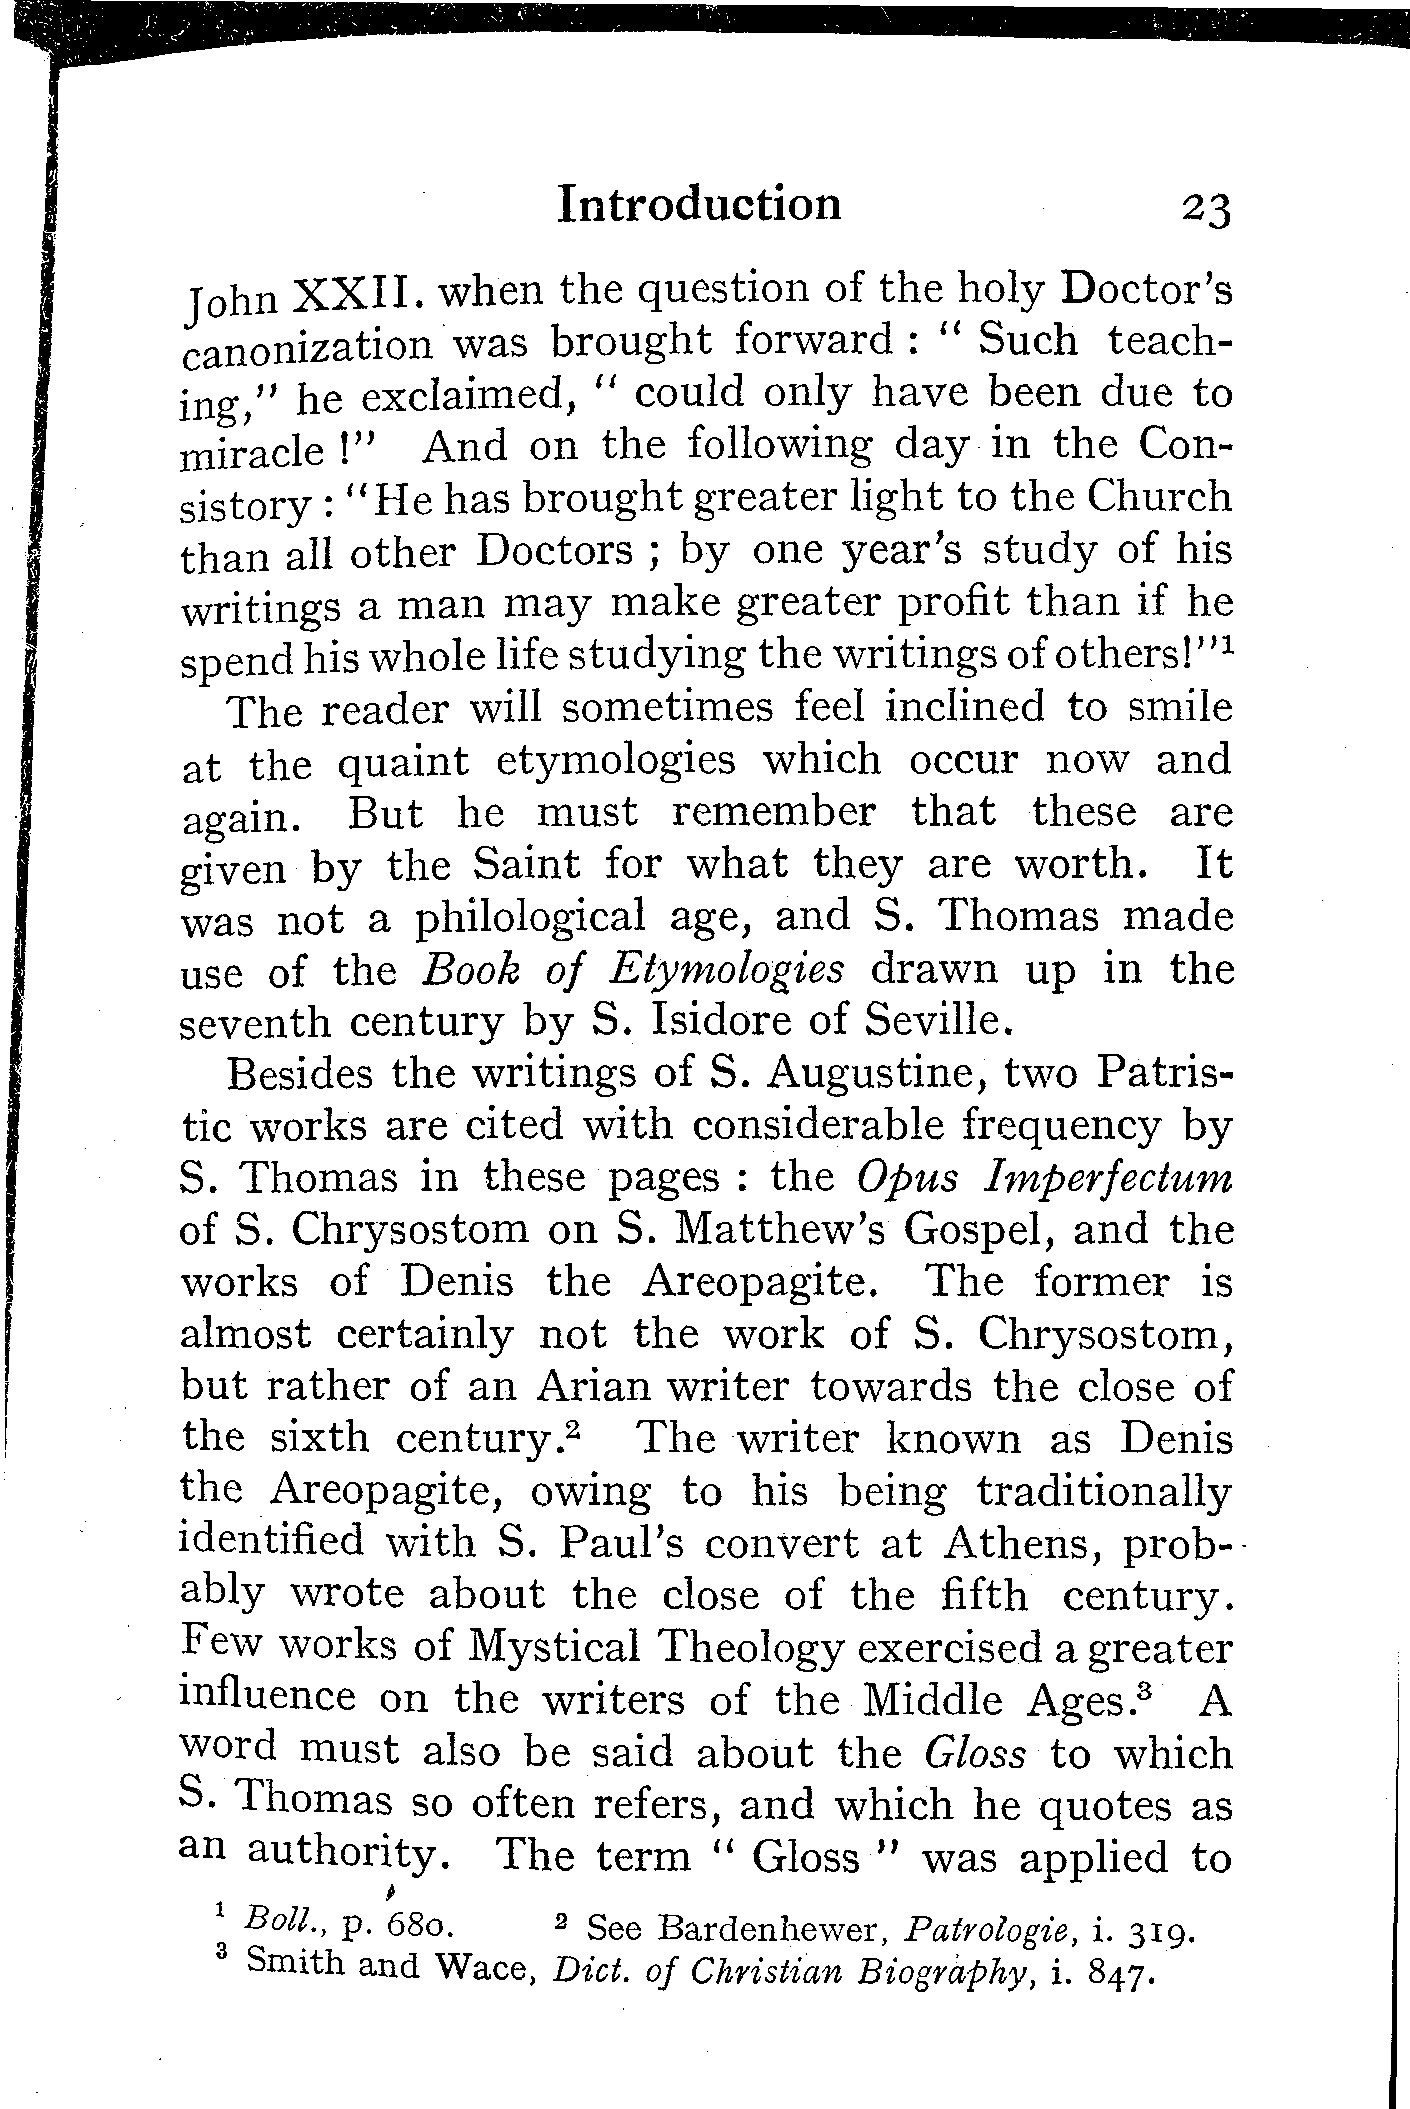 Introduction 23
John XXII. when the question of the holy Doctor's
canonization was brought forward : " Such teach-
ing," he exclaimed, " could only have been due to
miracle !" And on the following day in the Con-
sistory : "He has brought greater light to the Church
than all other Doctors ; by one year's study of his
writings a man may make greater profit than if he
spend his whole life studying the writings of others!"¹
The reader will sometimes feel inclined to smile
at the quaint etymologies which occur now and
again. But he must remember that these are
given by the Saint for what they are worth. It
was not a philological age, and S. Thomas made
use of the Book of Etymologies drawn up in the
seventh century by S. Isidore of Seville.
Besides the writings of S. Augustine, two Patris-
tic works are cited with considerable frequency by
S. Thomas in these pages : the Opus Imperfectum
of S. Chrysostom on S. Matthew's Gospel, and the
works of Denis the Areopagite. The former is
almost certainly not the work of S. Chrysostom,
but rather of an Arian writer towards the close of
the sixth century.² The writer known as Denis
the Areopagite, owing to his being traditionally
identified with S. Paul's convert at Athens, prob-
ably wrote about the close of the fifth century.
Few works of Mystical Theology exercised a greater
influence on the writers of the Middle Ages.³ A
word must also be said about the Gloss to which
S. Thomas so often refers, and which he quotes as
an authority. The term " Gloss " was applied to
¹ Boll., p. 680. ² See Bardenhewer, Patrologie, i. 319.
³ Smith and Wace, Dict. of Christian Biography, i. 847.